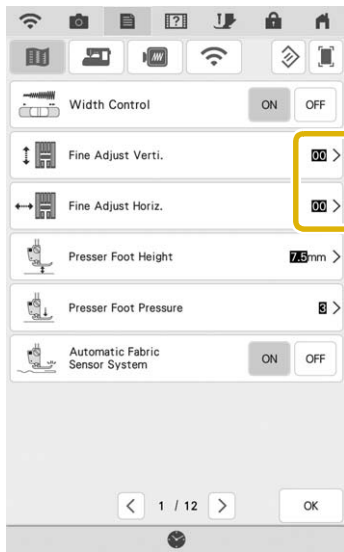 Width Control
ON
OFF
Fine Adjust Verti.
00 >
Fine Adjust Horiz.
00 >
Presser Foot Height
7.5mm >
Presser Foot Pressure
3 >
Automatic Fabric
Sensor System
ON
OFF
< 1 / 12 >
OK